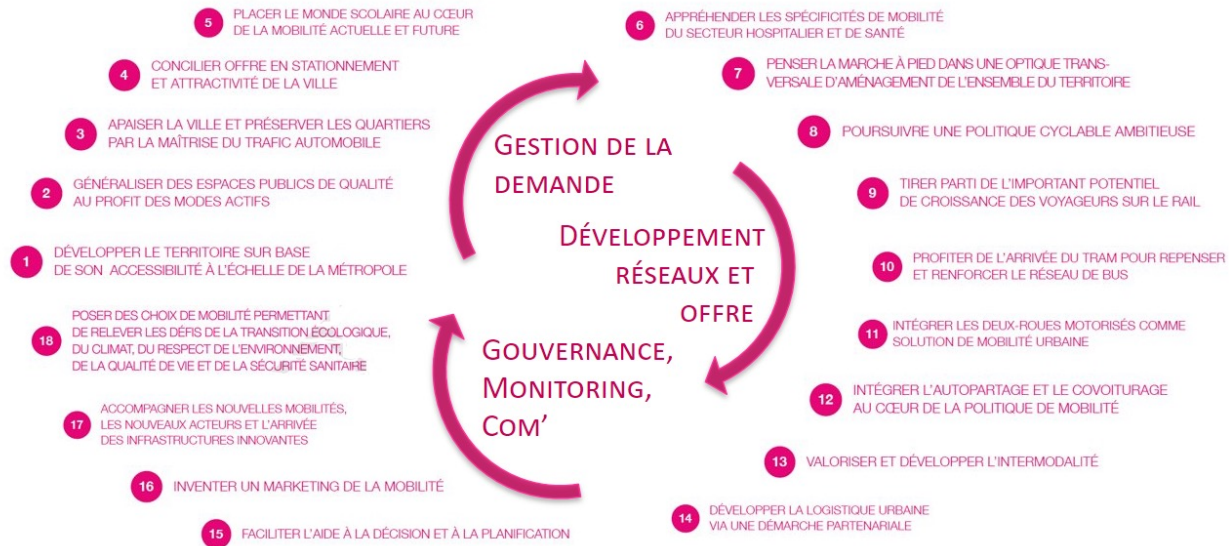 5 PLACER LE MONDE SCOLAIRE AU CŒUR
DE LA MOBILITÉ ACTUELLE ET FUTURE
4 CONCILIER OFFRE EN STATIONNEMENT
ET ATTRACTIVITÉ DE LA VILLE
3 APAISER LA VILLE ET PRÉSERVER LES QUARTIERS
PAR LA MAÎTRISE DU TRAFIC AUTOMOBILE
2 GÉNÉRALISER DES ESPACES PUBLICS DE QUALITÉ
AU PROFIT DES MODES ACTIFS
1 DÉVELOPPER LE TERRITOIRE SUR BASE
DE SON ACCESSIBILITÉ À L'ÉCHELLE DE LA MÉTROPOLE
18 POSER DES CHOIX DE MOBILITÉ PERMETTANT
DE RELEVER LES DÉFIS DE LA TRANSITION ÉCOLOGIQUE,
DU CLIMAT, DU RESPECT DE L'ENVIRONNEMENT,
DE LA QUALITÉ DE VIE ET DE LA SÉCURITÉ SANITAIRE
17 ACCOMPAGNER LES NOUVELLES MOBILITÉS,
LES NOUVEAUX ACTEURS ET L'ARRIVÉE
DES INFRASTRUCTURES INNOVANTES
16 INVENTER UN MARKETING DE LA MOBILITÉ
15 FACILITER L'AIDE À LA DÉCISION ET À LA PLANIFICATION
GESTION DE LA
DEMANDE
DÉVELOPPEMENT
RÉSEAUX ET
OFFRE
GOUVERNANCE,
MONITORING,
COM'
6 APPRÉHENDER LES SPÉCIFICITÉS DE MOBILITÉ
DU SECTEUR HOSPITALIER ET DE SANTÉ
7 PENSER LA MARCHE À PIED DANS UNE OPTIQUE TRANS-
VERSALE D'AMÉNAGEMENT DE L'ENSEMBLE DU TERRITOIRE
8 POURSUIVRE UNE POLITIQUE CYCLABLE AMBITIEUSE
9 TIRER PARTI DE L'IMPORTANT POTENTIEL
DE CROISSANCE DES VOYAGEURS SUR LE RAIL
10 PROFITER DE L'ARRIVÉE DU TRAM POUR REPENSER
ET RENFORCER LE RÉSEAU DE BUS
11 INTÉGRER LES DEUX-ROUES MOTORISÉS COMME
SOLUTION DE MOBILITÉ URBAINE
12 INTÉGRER L'AUTOPARTAGE ET LE COVOITURAGE
AU CŒUR DE LA POLITIQUE DE MOBILITÉ
13 VALORISER ET DÉVELOPPER L'INTERMODALITÉ
14 DÉVELOPPER LA LOGISTIQUE URBAINE
VIA UNE DÉMARCHE PARTENARIALE